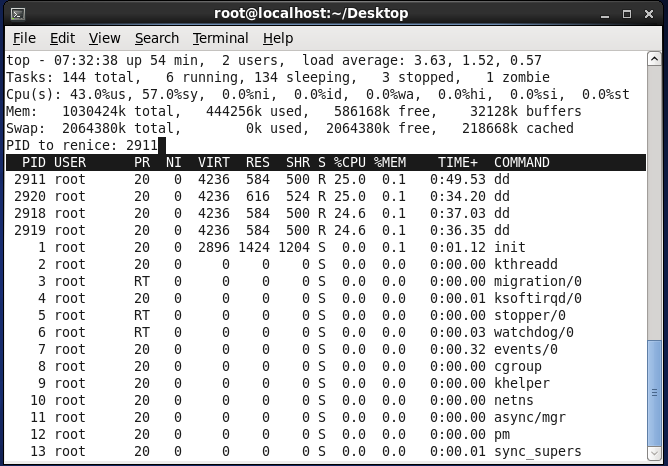 root@localhost:~/Desktop
File Edit View Search Terminal Help
top - 07:32:38 up 54 min,  2 users,  load average: 3.63, 1.52, 0.57
Tasks: 144 total,   6 running, 134 sleeping,   3 stopped,   1 zombie
Cpu(s): 43.0%us, 57.0%sy,  0.0%ni,  0.0%id,  0.0%wa,  0.0%hi,  0.0%si,  0.0%st
Mem:   1030424k total,   444256k used,   586168k free,    32128k buffers
Swap:  2064380k total,        0k used,  2064380k free,   218668k cached
PID to renice: 2911
  PID USER      PR  NI  VIRT  RES  SHR S %CPU %MEM    TIME+  COMMAND
 2911 root      20   0  4236  584  500 R 25.0  0.1   0:49.53 dd
 2920 root      20   0  4236  616  524 R 25.0  0.1   0:34.20 dd
 2918 root      20   0  4236  584  500 R 24.6  0.1   0:37.03 dd
 2919 root      20   0  4236  584  500 R 24.6  0.1   0:36.35 dd
    1 root      20   0  2896 1424 1204 S  0.0  0.1   0:01.12 init
    2 root      20   0     0    0    0 S  0.0  0.0   0:00.00 kthreadd
    3 root      RT   0     0    0    0 S  0.0  0.0   0:00.00 migration/0
    4 root      20   0     0    0    0 S  0.0  0.0   0:00.01 ksoftirqd/0
    5 root      RT   0     0    0    0 S  0.0  0.0   0:00.00 stopper/0
    6 root      RT   0     0    0    0 S  0.0  0.0   0:00.03 watchdog/0
    7 root      20   0     0    0    0 S  0.0  0.0   0:00.32 events/0
    8 root      20   0     0    0    0 S  0.0  0.0   0:00.00 cgroup
    9 root      20   0     0    0    0 S  0.0  0.0   0:00.00 khelper
   10 root      20   0     0    0    0 S  0.0  0.0   0:00.00 netns
   11 root      20   0     0    0    0 S  0.0  0.0   0:00.00 async/mgr
   12 root      20   0     0    0    0 S  0.0  0.0   0:00.00 pm
   13 root      20   0     0    0    0 S  0.0  0.0   0:00.01 sync_supers